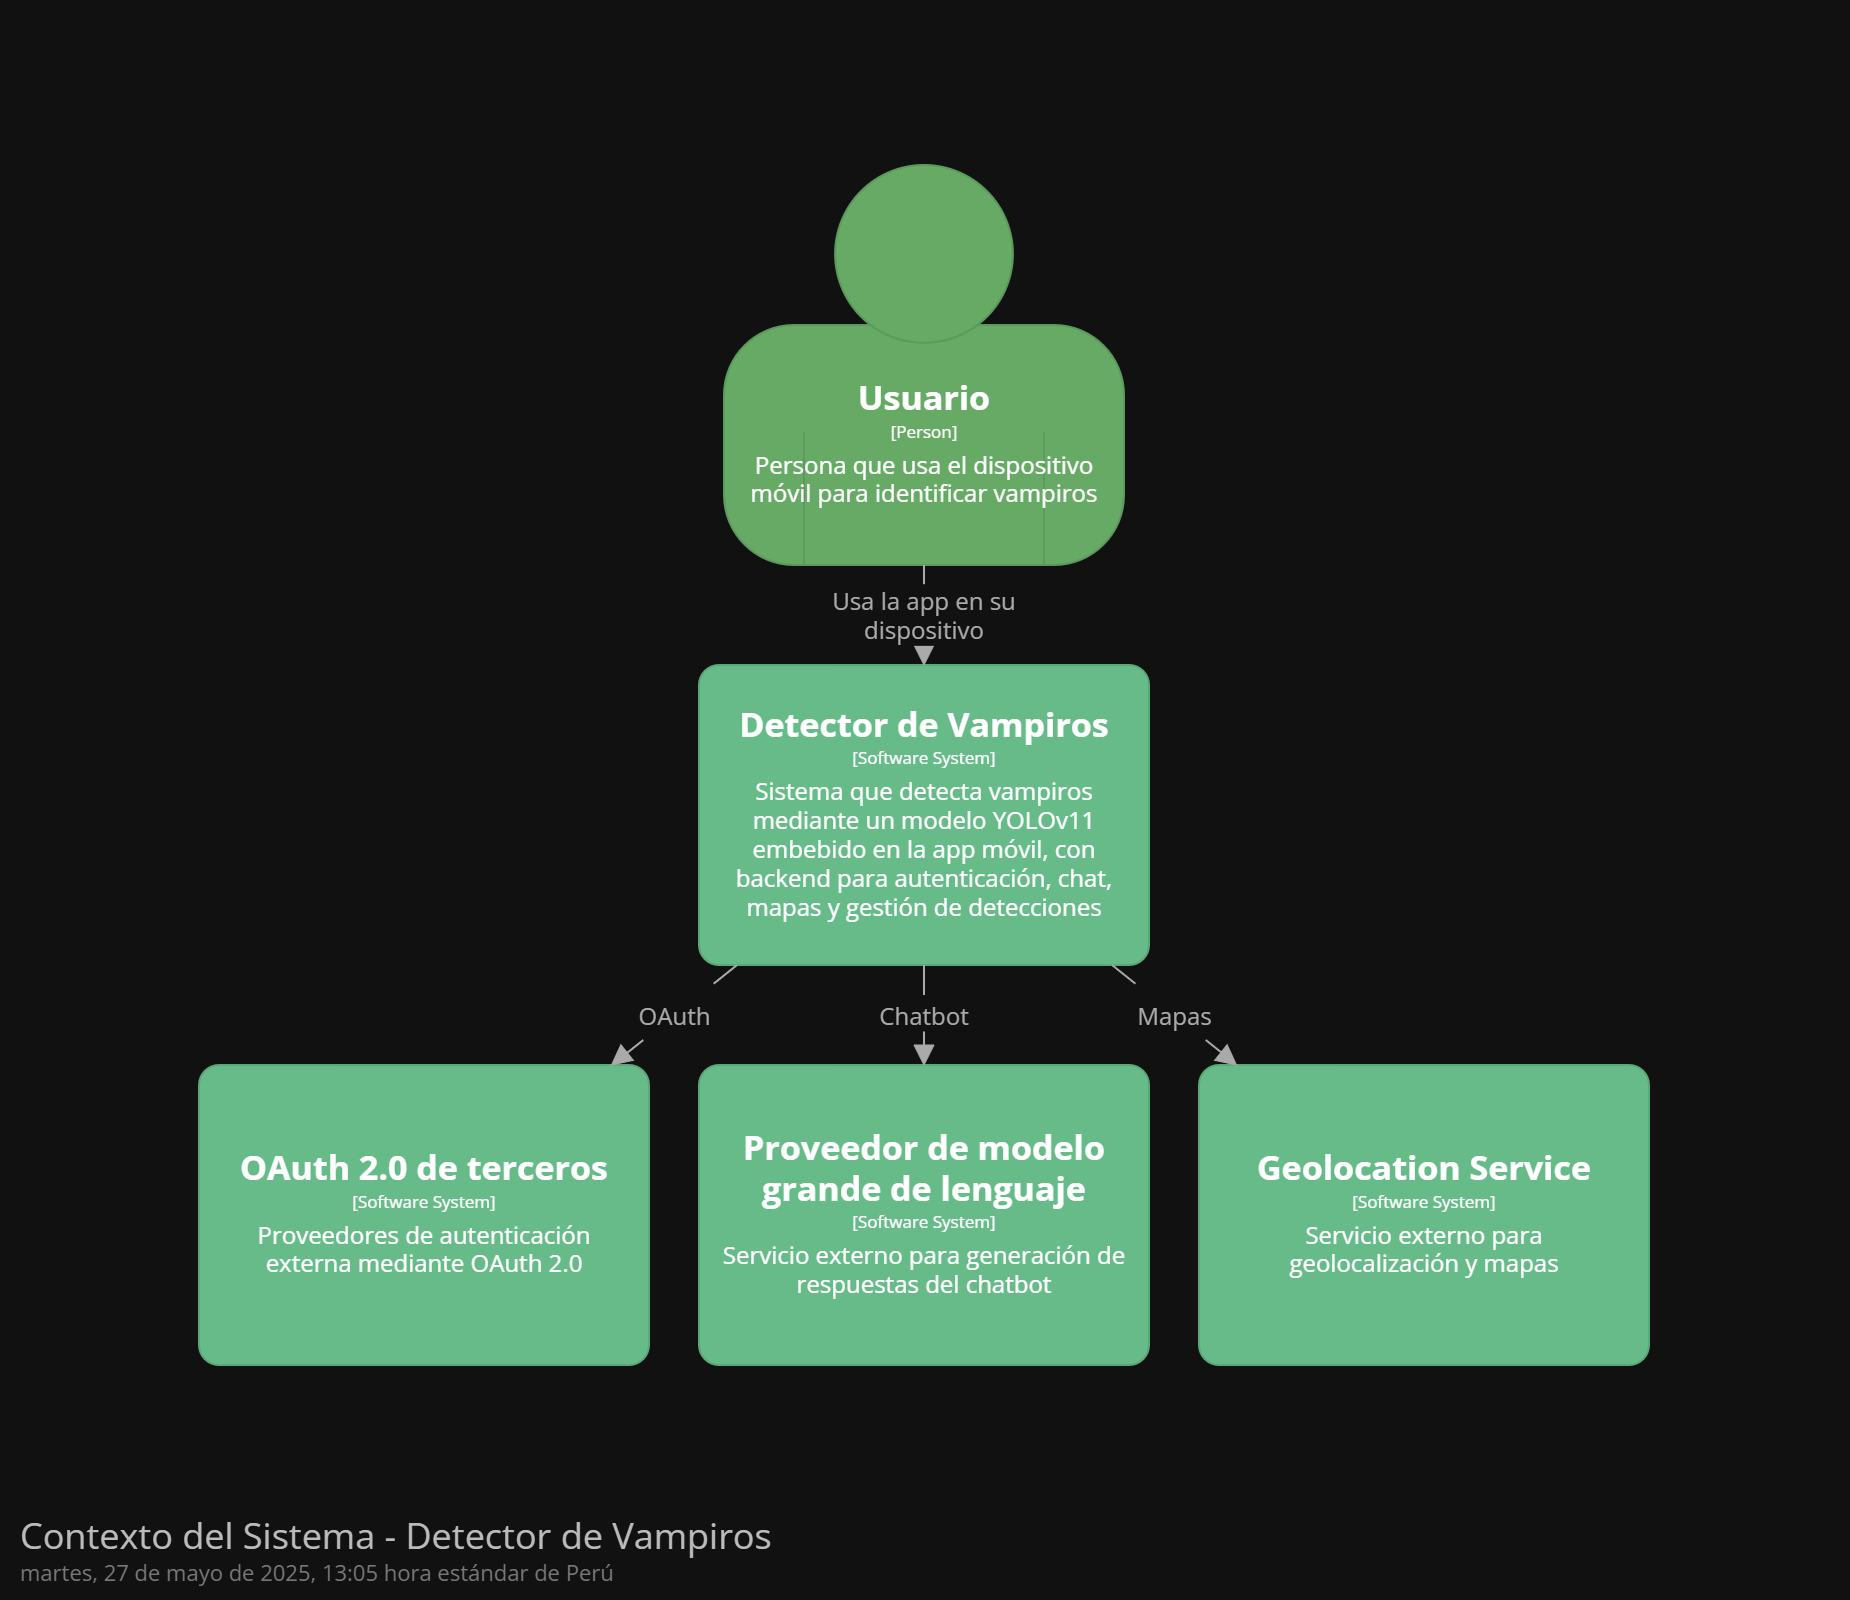 Usuario
[Person]
Persona que usa el dispositivo
móvil para identificar vampiros
Usa la app en su
dispositivo
Detector de Vampiros
[Software System]
Sistema que detecta vampiros
mediante un modelo YOLOv11
embebido en la app móvil, con
backend para autenticación, chat,
mapas y gestión de detecciones
OAuth
Chatbot
Mapas
OAuth 2.0 de terceros
[Software System]
Proveedores de autenticación
externa mediante OAuth 2.0
Proveedor de modelo
grande de lenguaje
[Software System]
Servicio externo para generación de
respuestas del chatbot
Geolocation Service
[Software System]
Servicio externo para
geolocalización y mapas
Contexto del Sistema - Detector de Vampiros
martes, 27 de mayo de 2025, 13:05 hora estándar de Perú